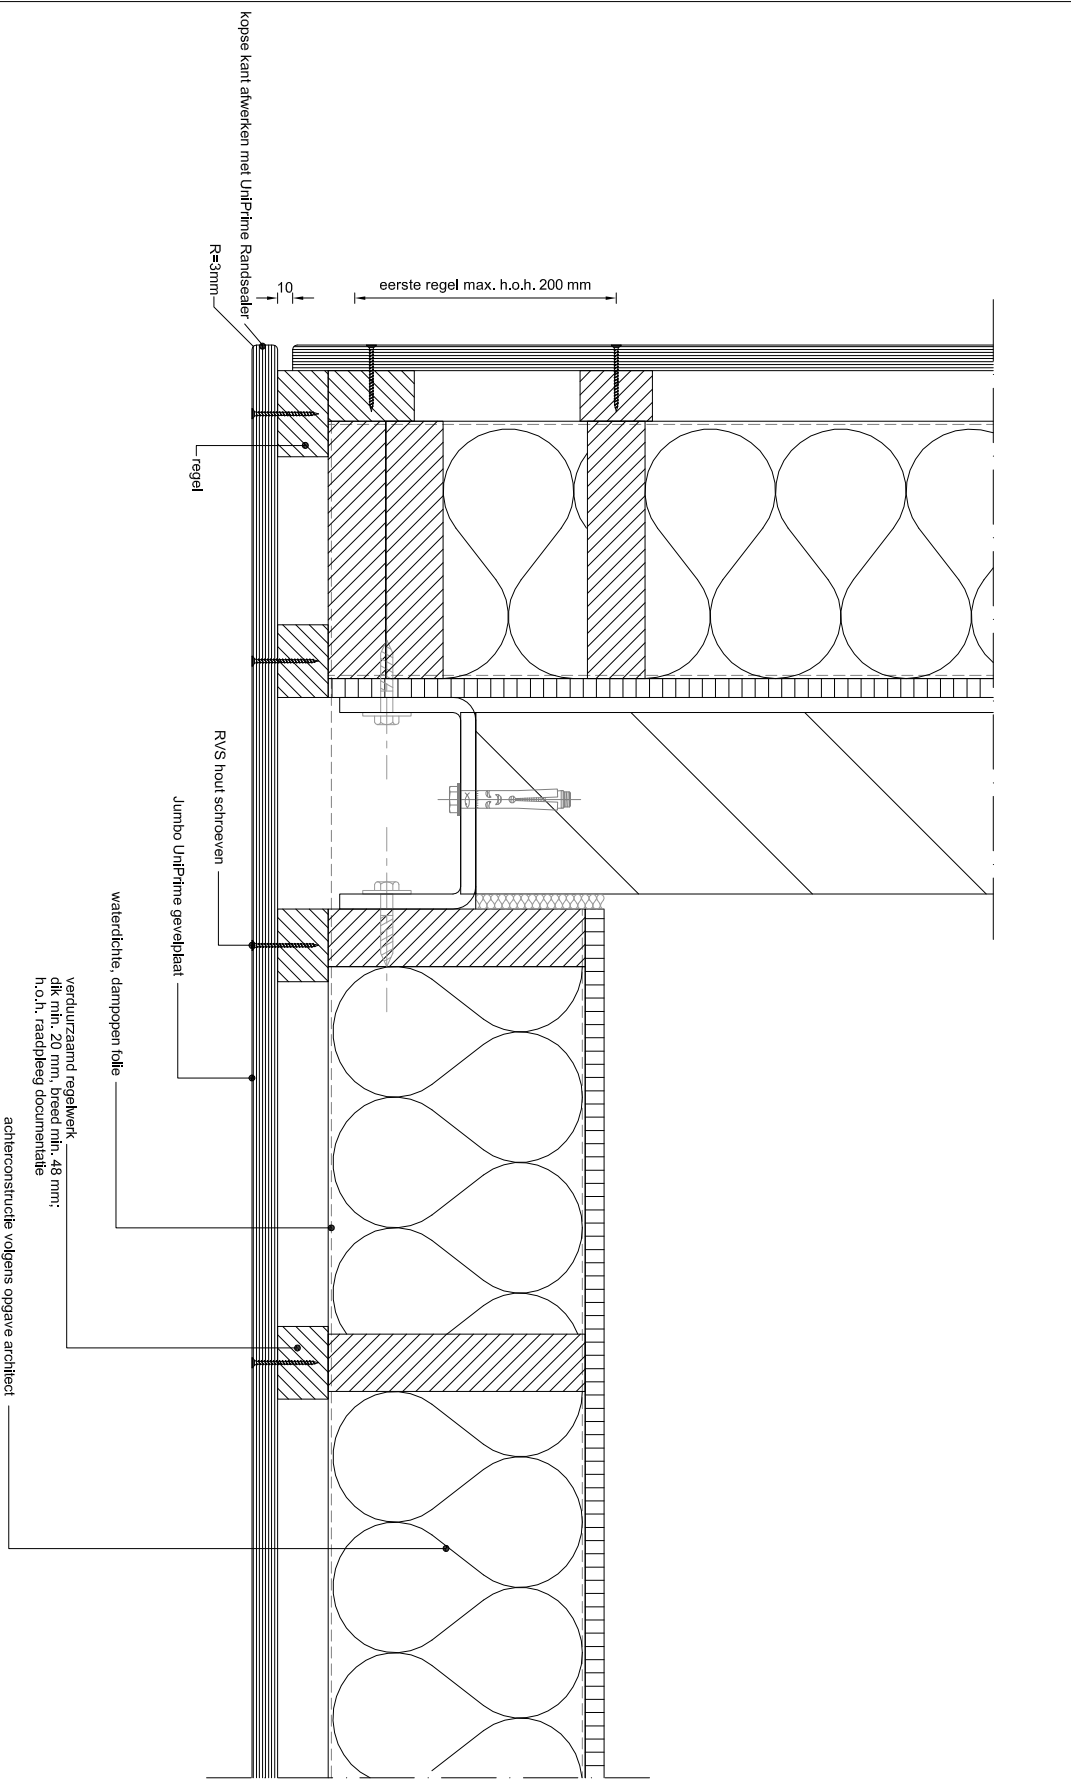 kopse kant afwerken met UniPrime Randsealer
R=3mm
10
eerste regel max. h.o.h. 200 mm
regel
RVS hout schroeven
Jumbo UniPrime gevelplaat
waterdichte, dampopen folie
verduurzaamd regelwerk
dik min. 20 mm, breed min. 48 mm;
h.o.h. raadpleeg documentatie
achterconstructie volgens opgave architect